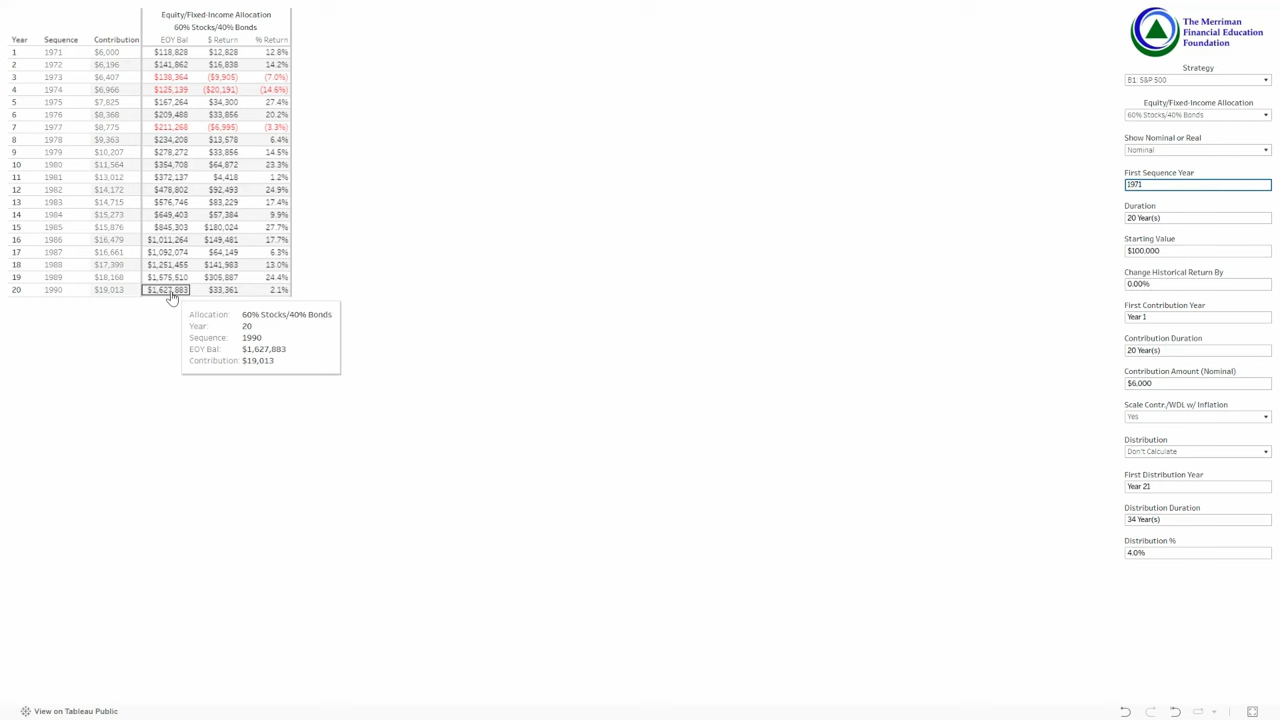 Equity/Fixed-Income Allocation
60% Stocks/40% Bonds
Year Sequence Contribution EOY Bal $ Return % Return
1 1971 $6,000 $118,828 $12,828 12.8%
2 1972 $6,196 $141,862 $16,838 14.2%
3 1973 $6,407 $138,364 ($9,905) (7.0%)
4 1974 $6,966 $125,139 ($20,191) (14.6%)
5 1975 $7,825 $167,264 $34,300 27.4%
6 1976 $8,368 $209,488 $33,856 20.2%
7 1977 $8,775 $211,268 ($6,995) (3.3%)
8 1978 $9,363 $234,208 $13,578 6.4%
9 1979 $10,207 $278,272 $33,856 14.5%
10 1980 $11,564 $354,708 $64,872 23.3%
11 1981 $13,012 $372,137 $4,418 1.2%
12 1982 $14,172 $478,802 $92,493 24.9%
13 1983 $14,715 $576,746 $83,229 17.4%
14 1984 $15,273 $649,403 $57,384 9.9%
15 1985 $15,876 $845,303 $180,024 27.7%
16 1986 $16,479 $1,011,264 $149,481 17.7%
17 1987 $16,661 $1,092,074 $64,149 6.3%
18 1988 $17,399 $1,251,455 $141,983 13.0%
19 1989 $18,168 $1,575,510 $305,887 24.4%
20 1990 $19,013 $1,627,883 $33,361 2.1%
Allocation: 60% Stocks/40% Bonds
Year: 20
Sequence: 1990
EOY Bal: $1,627,883
Contribution: $19,013
The Merriman
Financial Education
Foundation
Strategy
B1: S&P 500
Equity/Fixed-Income Allocation
60% Stocks/40% Bonds
Show Nominal or Real
Nominal
First Sequence Year
1971
Duration
20 Year(s)
Starting Value
$100,000
Change Historical Return By
0.00%
First Contribution Year
Year 1
Contribution Duration
20 Year(s)
Contribution Amount (Nominal)
$6,000
Scale Contr./WDL w/ Inflation
Yes
Distribution
Don't Calculate
First Distribution Year
Year 21
Distribution Duration
34 Year(s)
Distribution %
4.0%
View on Tableau Public